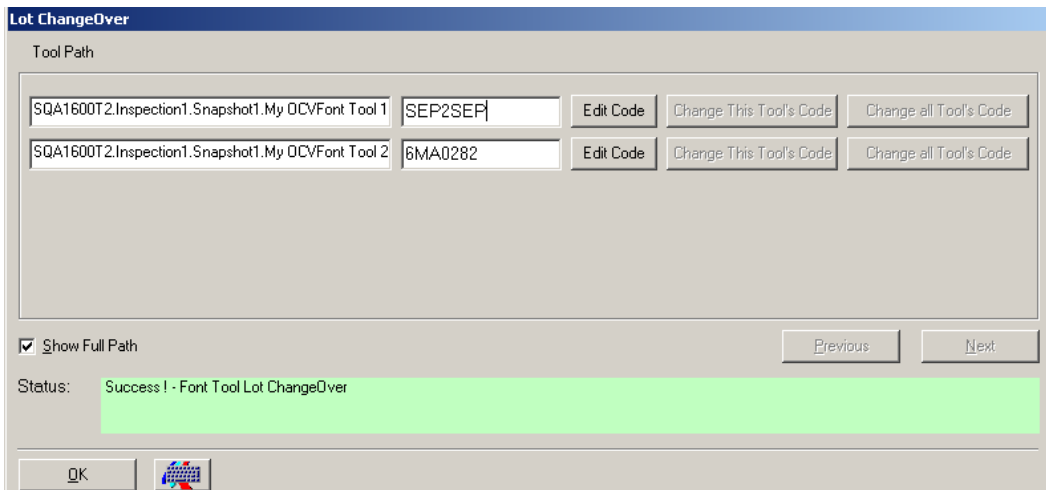 Lot ChangeOver
Tool Path
SQA1600T2.Inspection1.Snapshot1.My OCVFont Tool 1 SEP2SEP Edit Code Change This Tool's Code Change all Tool's Code
SQA1600T2.Inspection1.Snapshot1.My OCVFont Tool 2 6MA0282 Edit Code Change This Tool's Code Change all Tool's Code
Show Full Path Previous Next
Status: Success ! - Font Tool Lot ChangeOver
OK